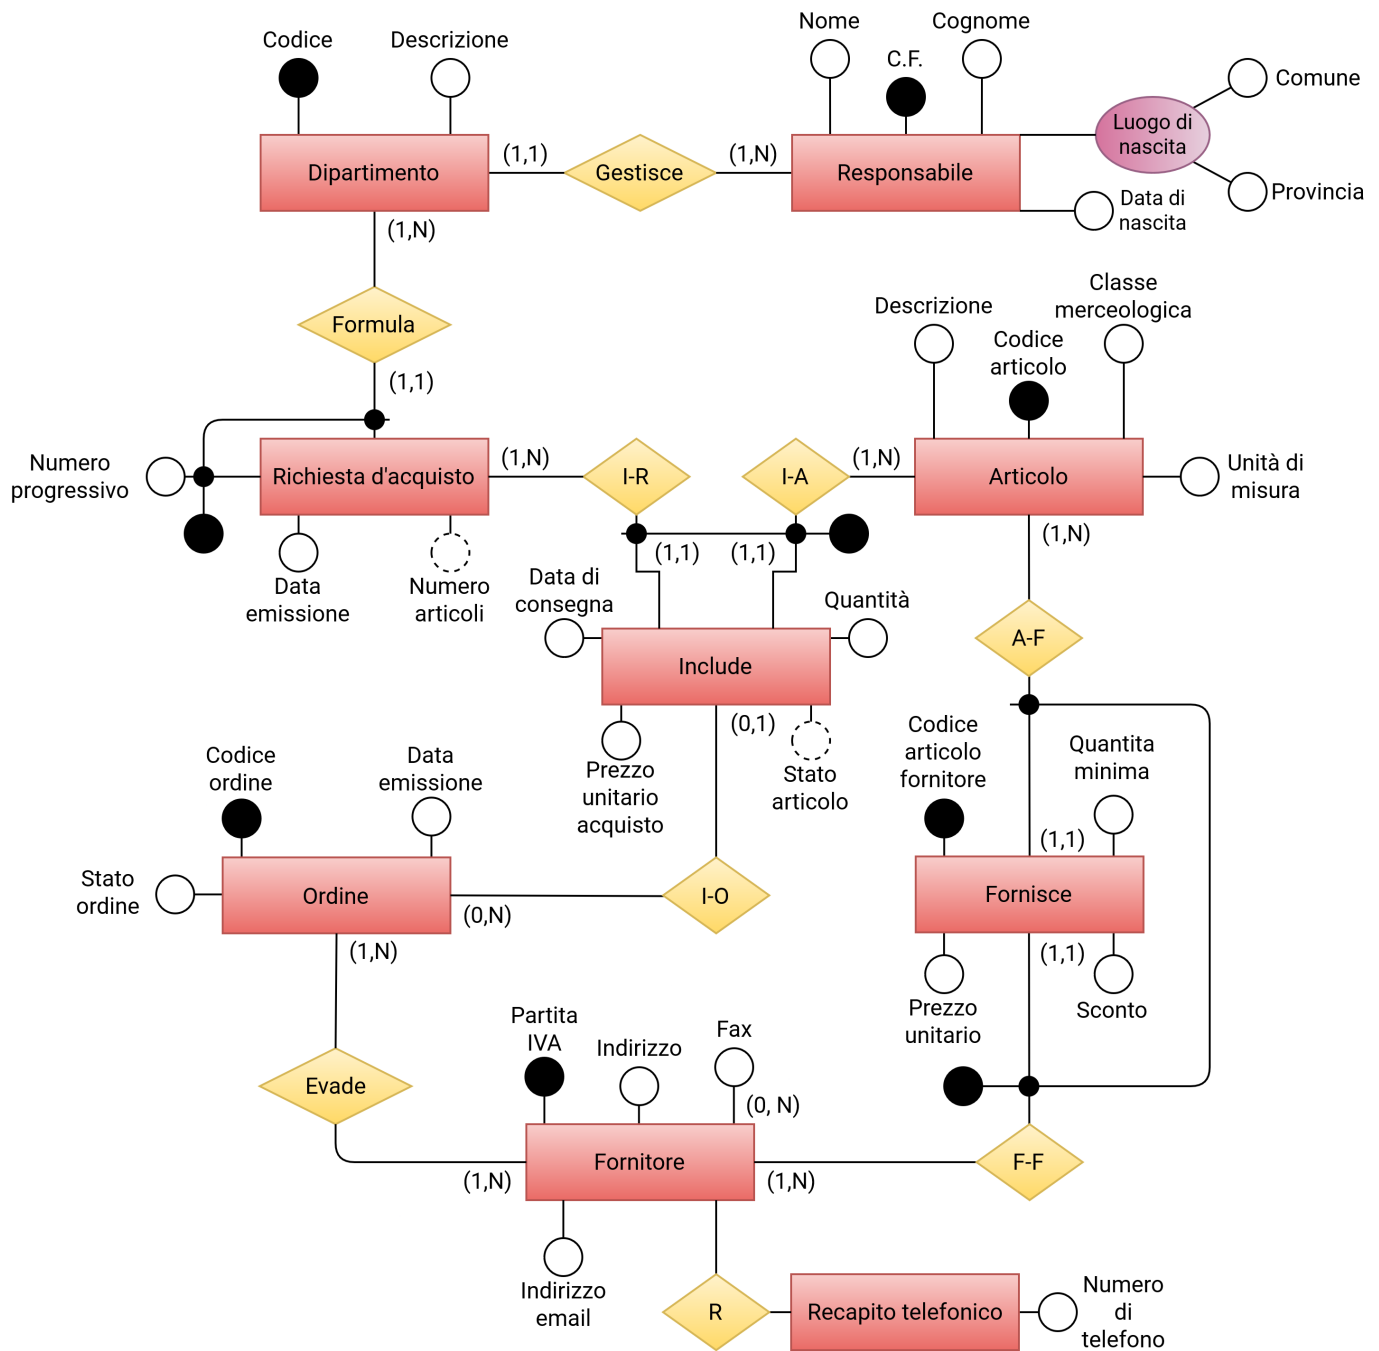 Nome
Cognome
Codice
Descrizione
C.F.
Comune
Luogo di
nascita
Dipartimento
(1,1)
Gestisce
(1,N)
Responsabile
Provincia
Data di
nascita
(1,N)
Formula
(1,1)
Classe
merceologica
Descrizione
Codice
articolo
Numero
progressivo
Richiesta d'acquisto
(1,N)
I-R
I-A
(1,N)
Articolo
Unità di
misura
(1,N)
(1,1)
(1,1)
Data
emissione
Numero
articoli
Data di
consegna
Quantità
Include
A-F
(0,1)
Prezzo
unitario
acquisto
Stato
articolo
Codice
articolo
fornitore
Quantita
minima
Codice
ordine
Data
emissione
(1,1)
Stato
ordine
Ordine
(0,N)
I-O
Fornisce
(1,N)
(1,1)
Prezzo
unitario
Sconto
Partita
IVA
Indirizzo
Fax
(0, N)
Evade
(1,N)
Fornitore
(1,N)
F-F
Indirizzo
email
R
Recapito telefonico
Numero
di
telefono